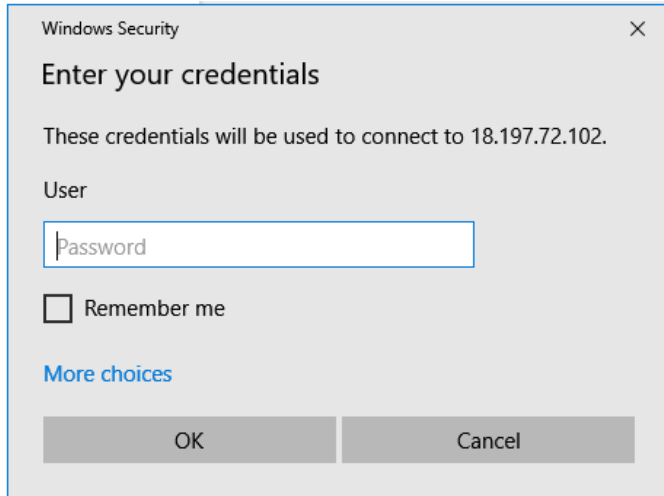 Windows Security
Enter your credentials
These credentials will be used to connect to 18.197.72.102.
User
Password
Remember me
More choices
OK Cancel